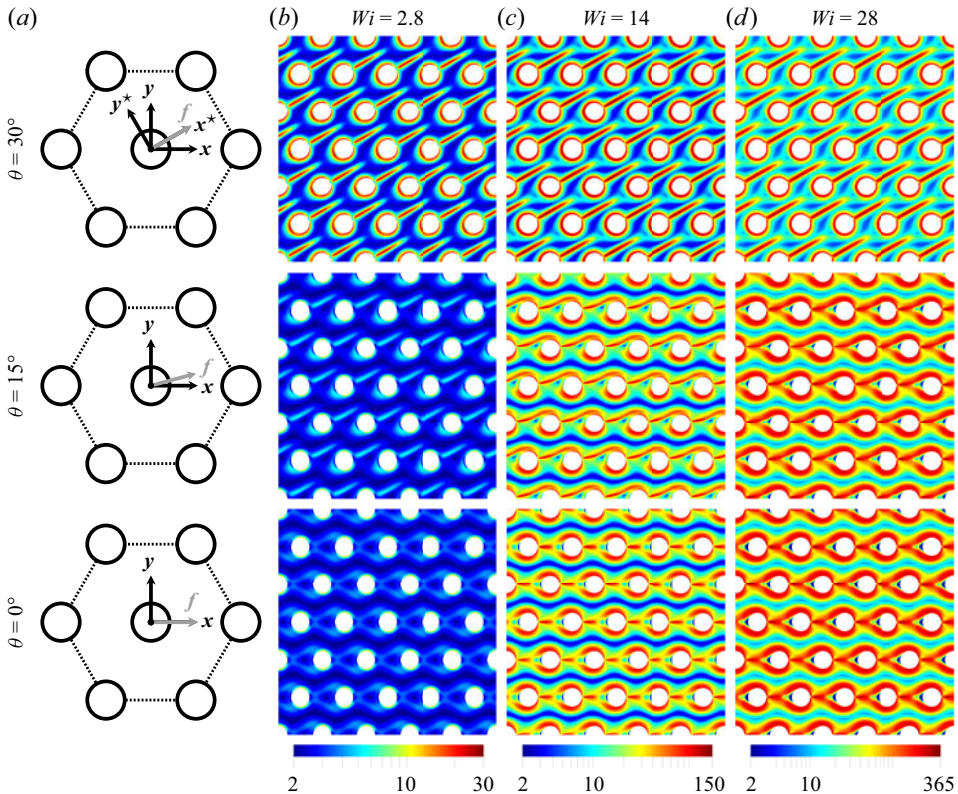 (a)
(b)
Wi = 2.8
(c)
Wi = 14
(d)
Wi = 28
θ = 30°
y
y⋆
f
x⋆
x
θ = 15°
y
f
x
θ = 0°
y
f
x
2 10 30
2 10 150
2 10 365